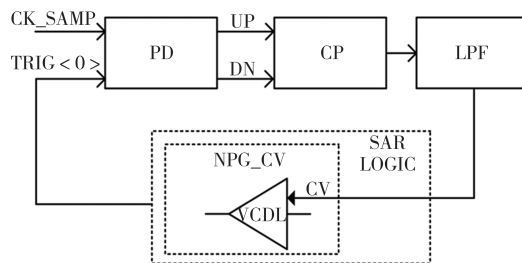 CK_SAMP
TRIG<0>
PD
UP
DN
CP
LPF
SAR
LOGIC
NPG_CV
VCDL
CV